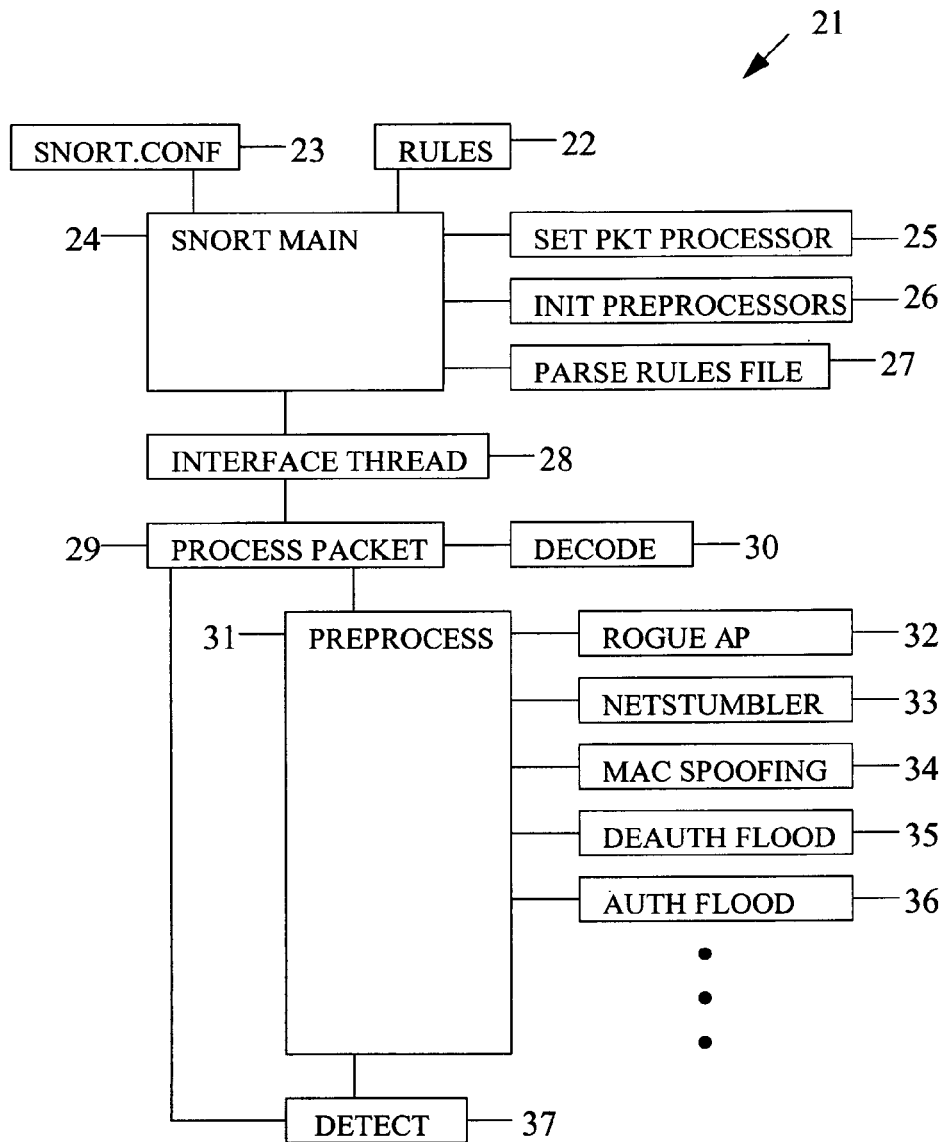 21
SNORT.CONF 23 RULES 22
24 SNORT MAIN SET PKT PROCESSOR 25
INIT PREPROCESSORS 26
PARSE RULES FILE 27
INTERFACE THREAD 28
29 PROCESS PACKET DECODE 30
31 PREPROCESS ROGUE AP 32
NETSTUMBLER 33
MAC SPOOFING 34
DEAUTH FLOOD 35
AUTH FLOOD 36
DETECT 37